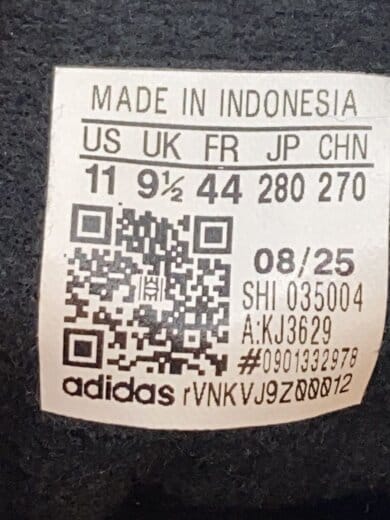 MADE IN INDONESIA
US UK FR JP CHN
11 9½ 44 280 270
08/25
SHI 035004
A:KJ3629
#0901332978
adidas rVNKVJ9Z00012